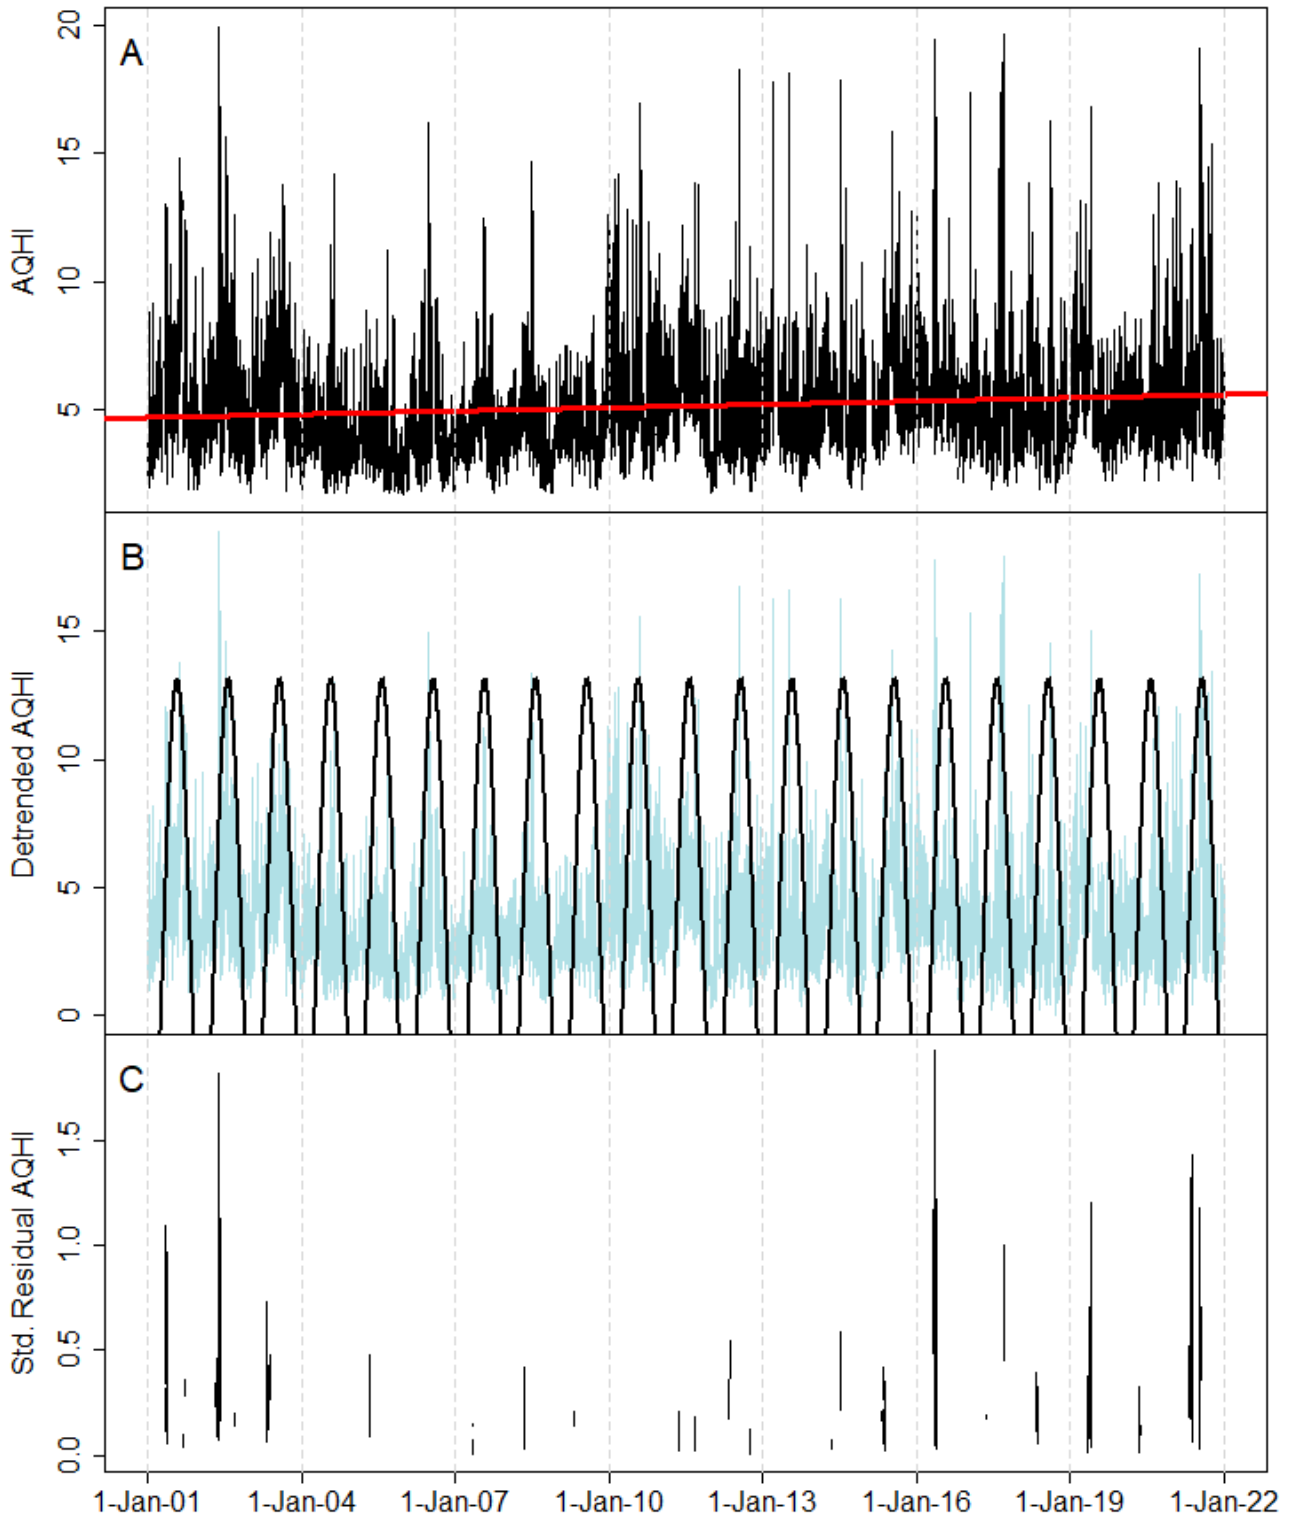 A
AQHI
20
15
10
5
B
Detrended AQHI
15
10
5
0
C
Std. Residual AQHI
1.5
1.0
0.5
0.0
1-Jan-01 1-Jan-04 1-Jan-07 1-Jan-10 1-Jan-13 1-Jan-16 1-Jan-19 1-Jan-22